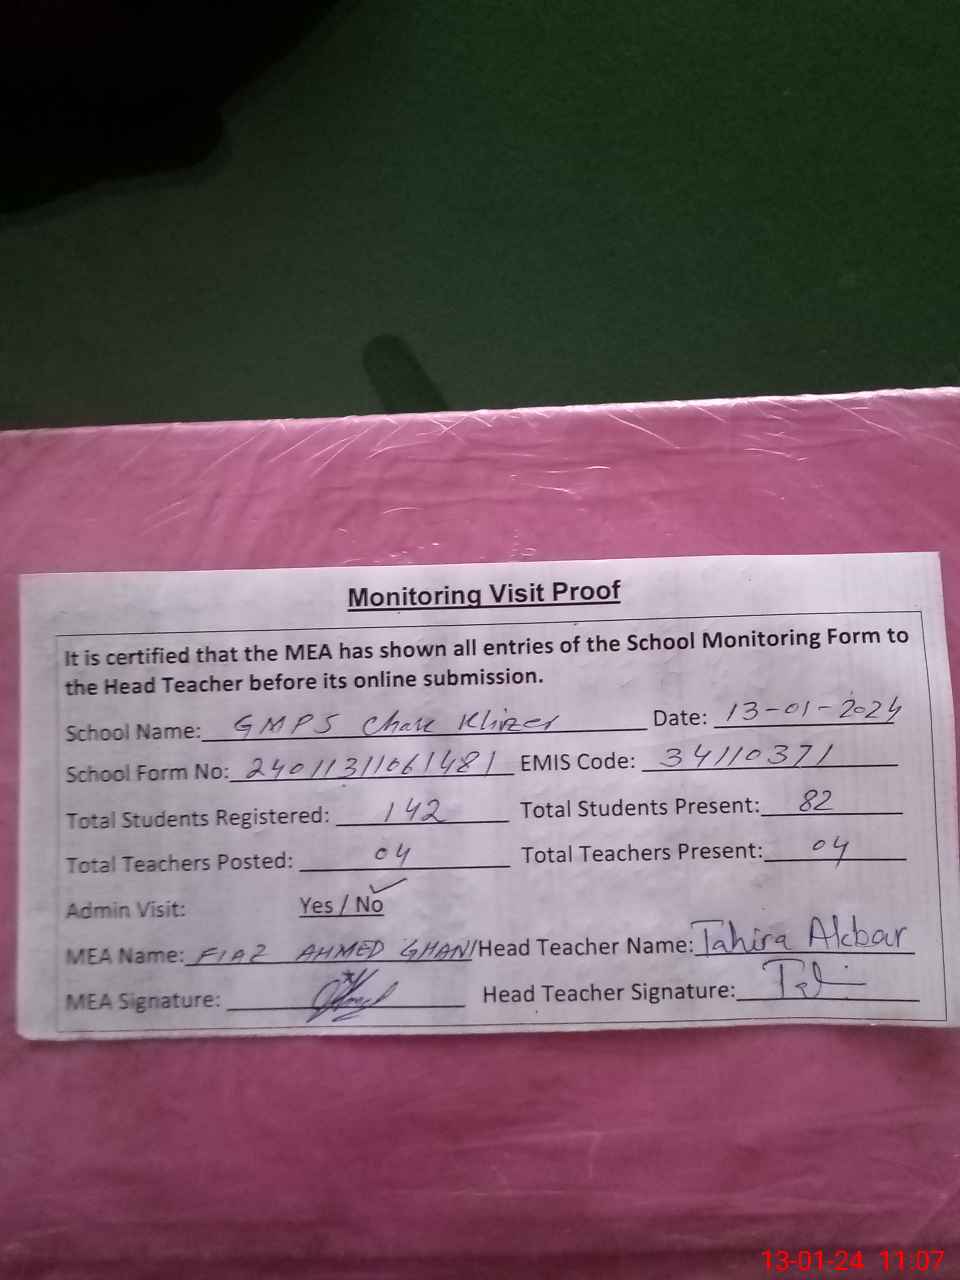 Monitoring Visit Proof
It is certified that the MEA has shown all entries of the School Monitoring Form to
the Head Teacher before its online submission.
School Name: GMPS Chak Khizer Date: 13-01-2024
School Form No: 24011311061481 EMIS Code: 34110371
Total Students Registered: 142 Total Students Present: 82
Total Teachers Posted: 04 Total Teachers Present: 04
Admin Visit: Yes / No
MEA Name: FIAZ AHMED GHANI Head Teacher Name: Tahira Akbar
MEA Signature: Head Teacher Signature:
13-01-24 11:07